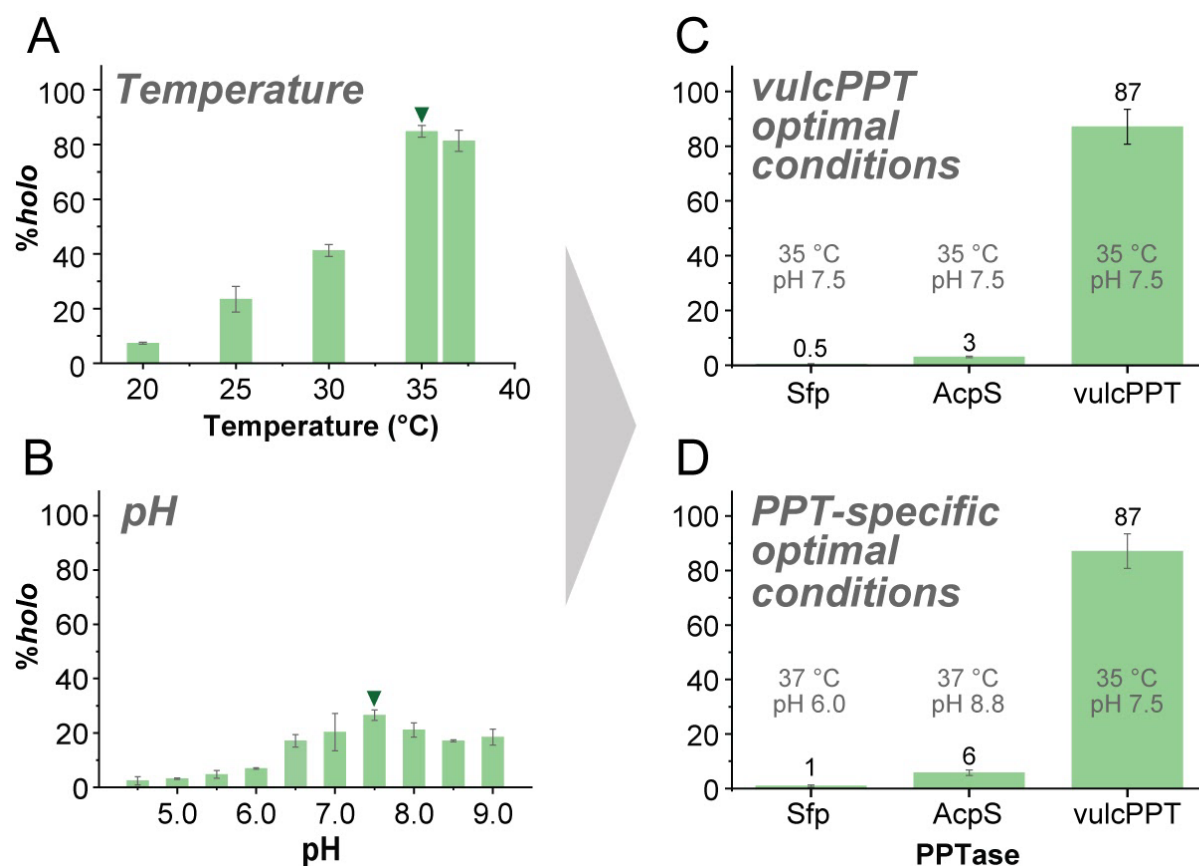 A
Temperature
%holo
100
80
60
40
20
0
20 25 30 35 40
Temperature (°C)
B
pH
%holo
100
80
60
40
20
0
5.0 6.0 7.0 8.0 9.0
pH
C
vulcPPT
optimal
conditions
100
80
60
40
20
0
87
35 °C 35 °C 35 °C
pH 7.5 pH 7.5 pH 7.5
0.5 3
Sfp AcpS vulcPPT
D
PPT-specific
optimal
conditions
100
80
60
40
20
0
87
37 °C 37 °C 35 °C
pH 6.0 pH 8.8 pH 7.5
1 6
Sfp AcpS vulcPPT
PPTase